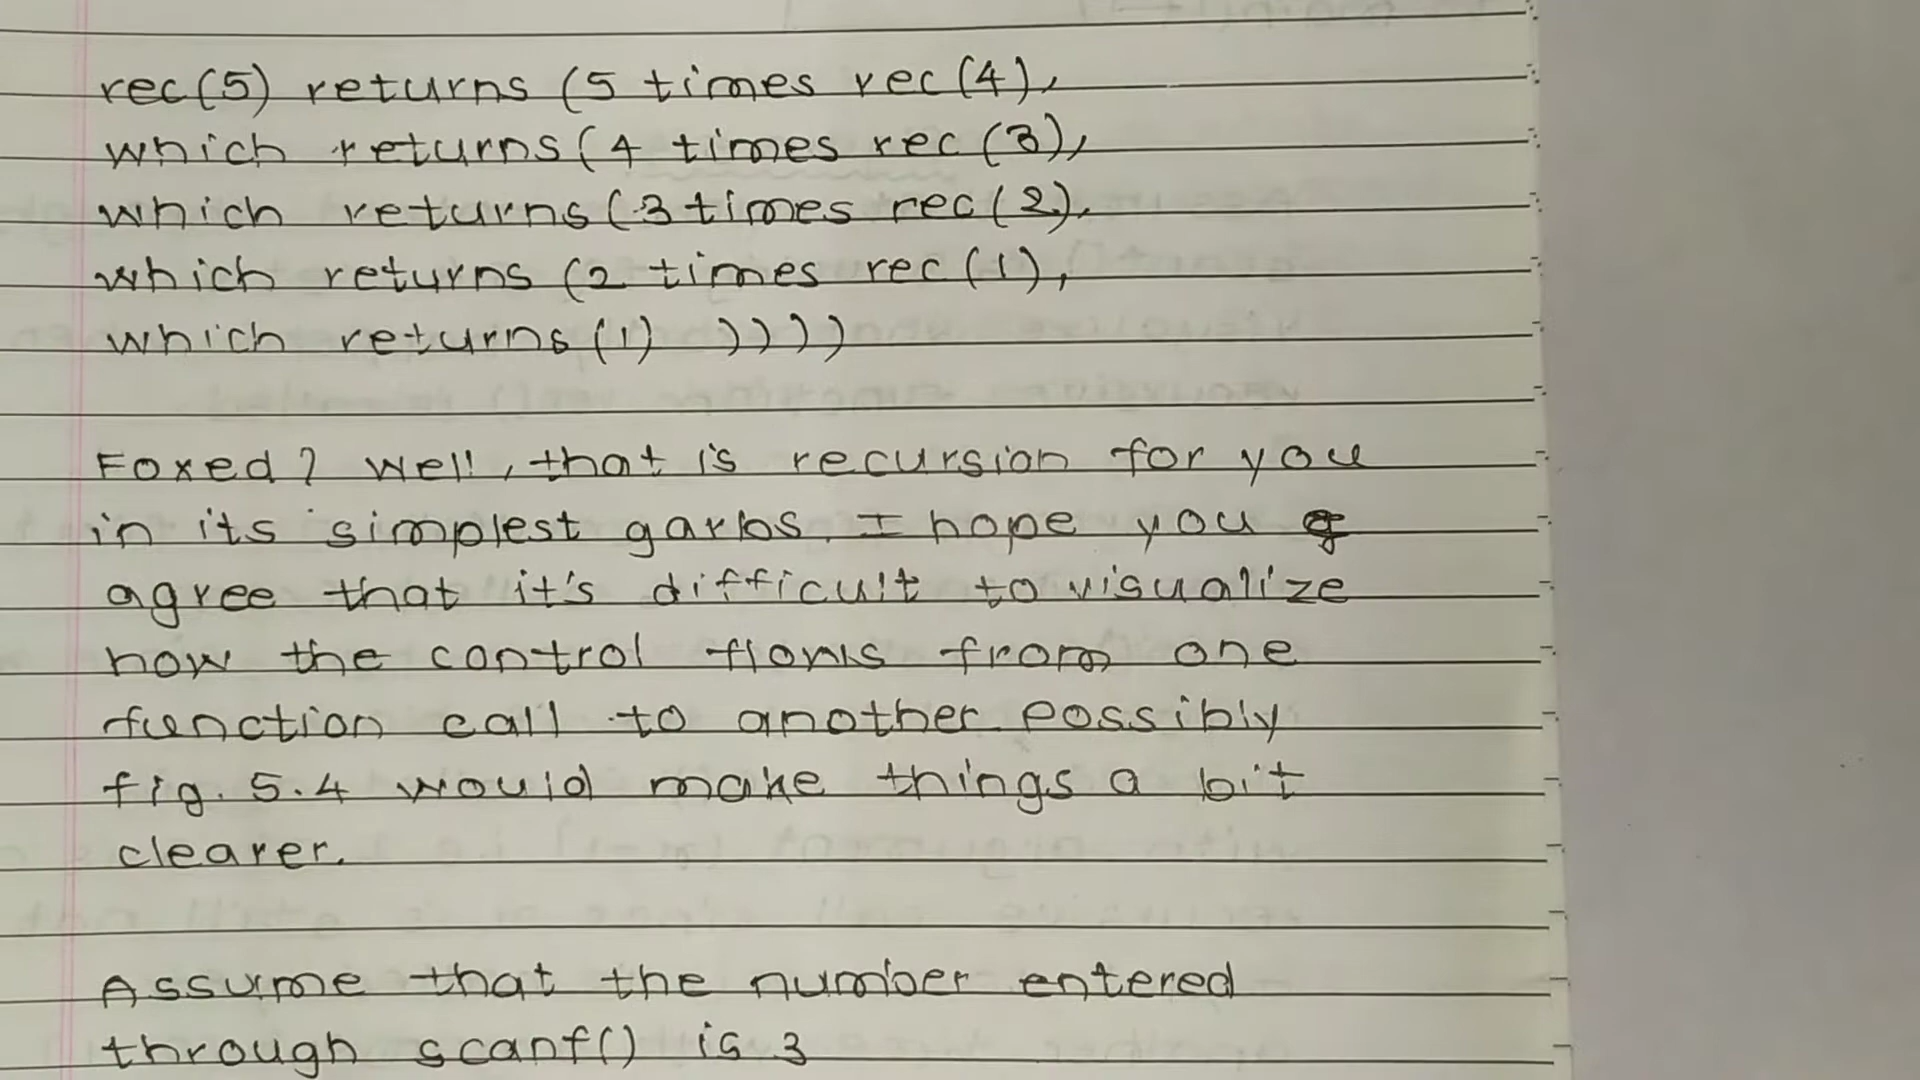 rec(5) returns (5 times rec(4),
which returns (4 times rec (3),
which returns (3 times rec(2),
which returns (2 times rec(1),
which returns (1) ))))
Foxed? Well, that is recursion for you
in its simplest garbs. I hope you
agree that it's difficult to visualize
how the control flows from one
function call to another. Possibly
fig. 5.4 would make things a bit
clearer.
Assume that the number entered
through scanf() is 3